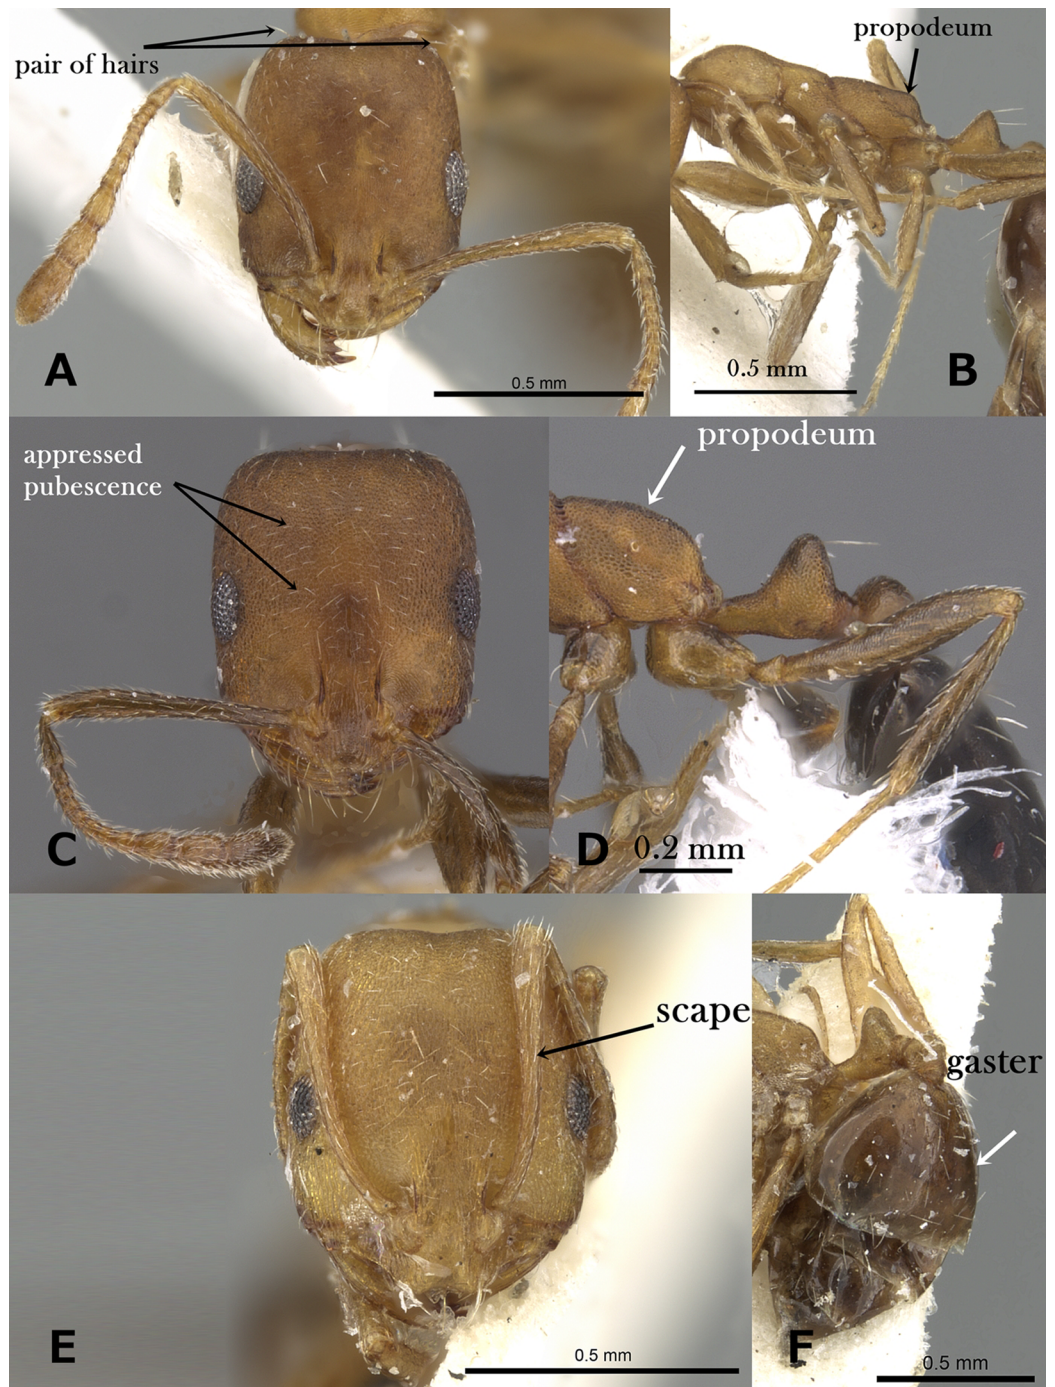 pair of hairs
A
0.5 mm
propodeum
0.5 mm
B
appressed
pubescence
C
propodeum
D
0.2 mm
scape
E
0.5 mm
gaster
F
0.5 mm